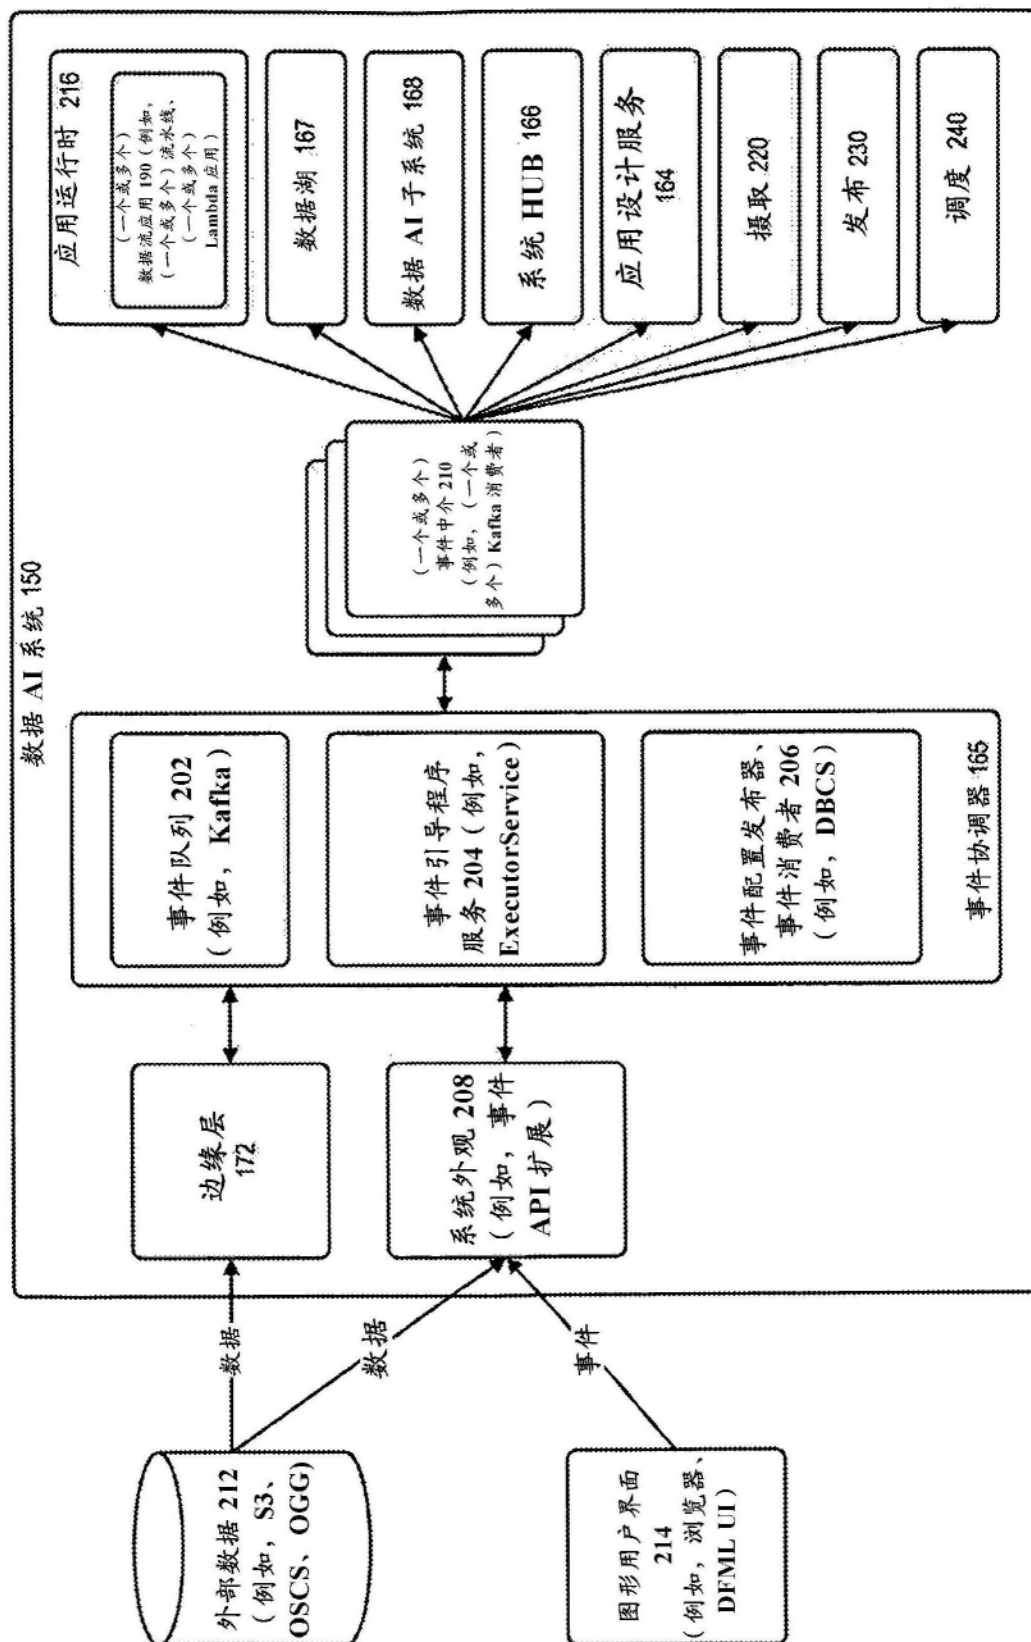 数据 AI 系统 150
外部数据 212
（例如，S3、
OSCS、OGG）
图形用户界面
214
（例如，浏览器、
DFML UI）
数据
数据
事件
边缘层
172
系统外观 208
（例如，事件
API 扩展）
事件队列 202
（例如，Kafka）
事件引导程序
服务 204（例如，
ExecutorService）
事件配置发布器、
事件消费者 206
（例如，DBCS）
事件协调器 165
（一个或多个）
事件中介 210
（例如，（一个或
多个）Kafka 消费者）
应用运行时 216
（一个或多个）
数据流应用 190（例如，
（一个或多个）流水线、
（一个或多个）
Lambda 应用）
数据湖 167
数据 AI 子系统 168
系统 HUB 166
应用设计服务
164
摄取 220
发布 230
调度 240